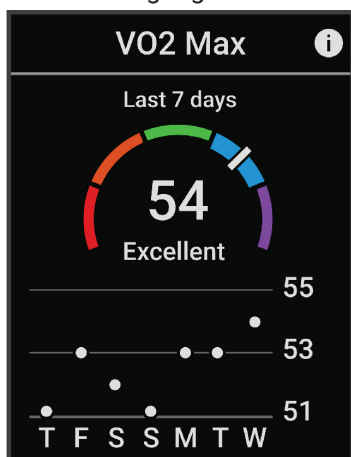 VO2 Max i
Last 7 days
54
Excellent
55
53
51
T F S S M T W